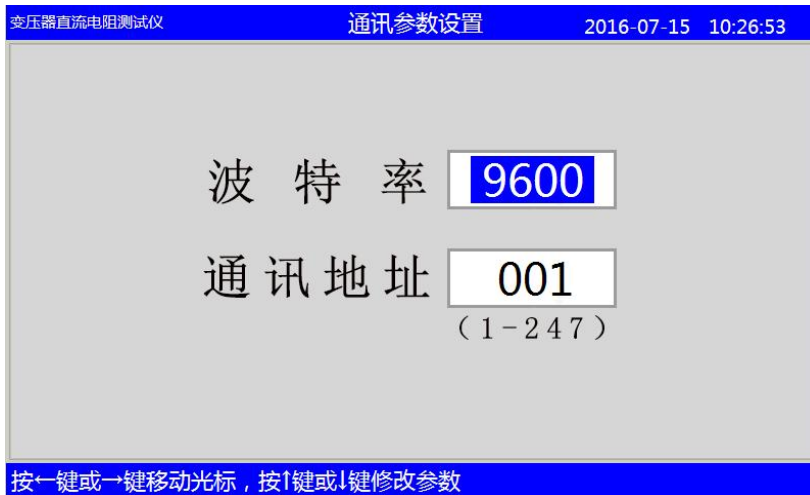 变压器直流电阻测试仪 通讯参数设置 2016-07-15 10:26:53
波特率 9600
通讯地址 001
(1-247)
按←键或→键移动光标，按↑键或↓键修改参数